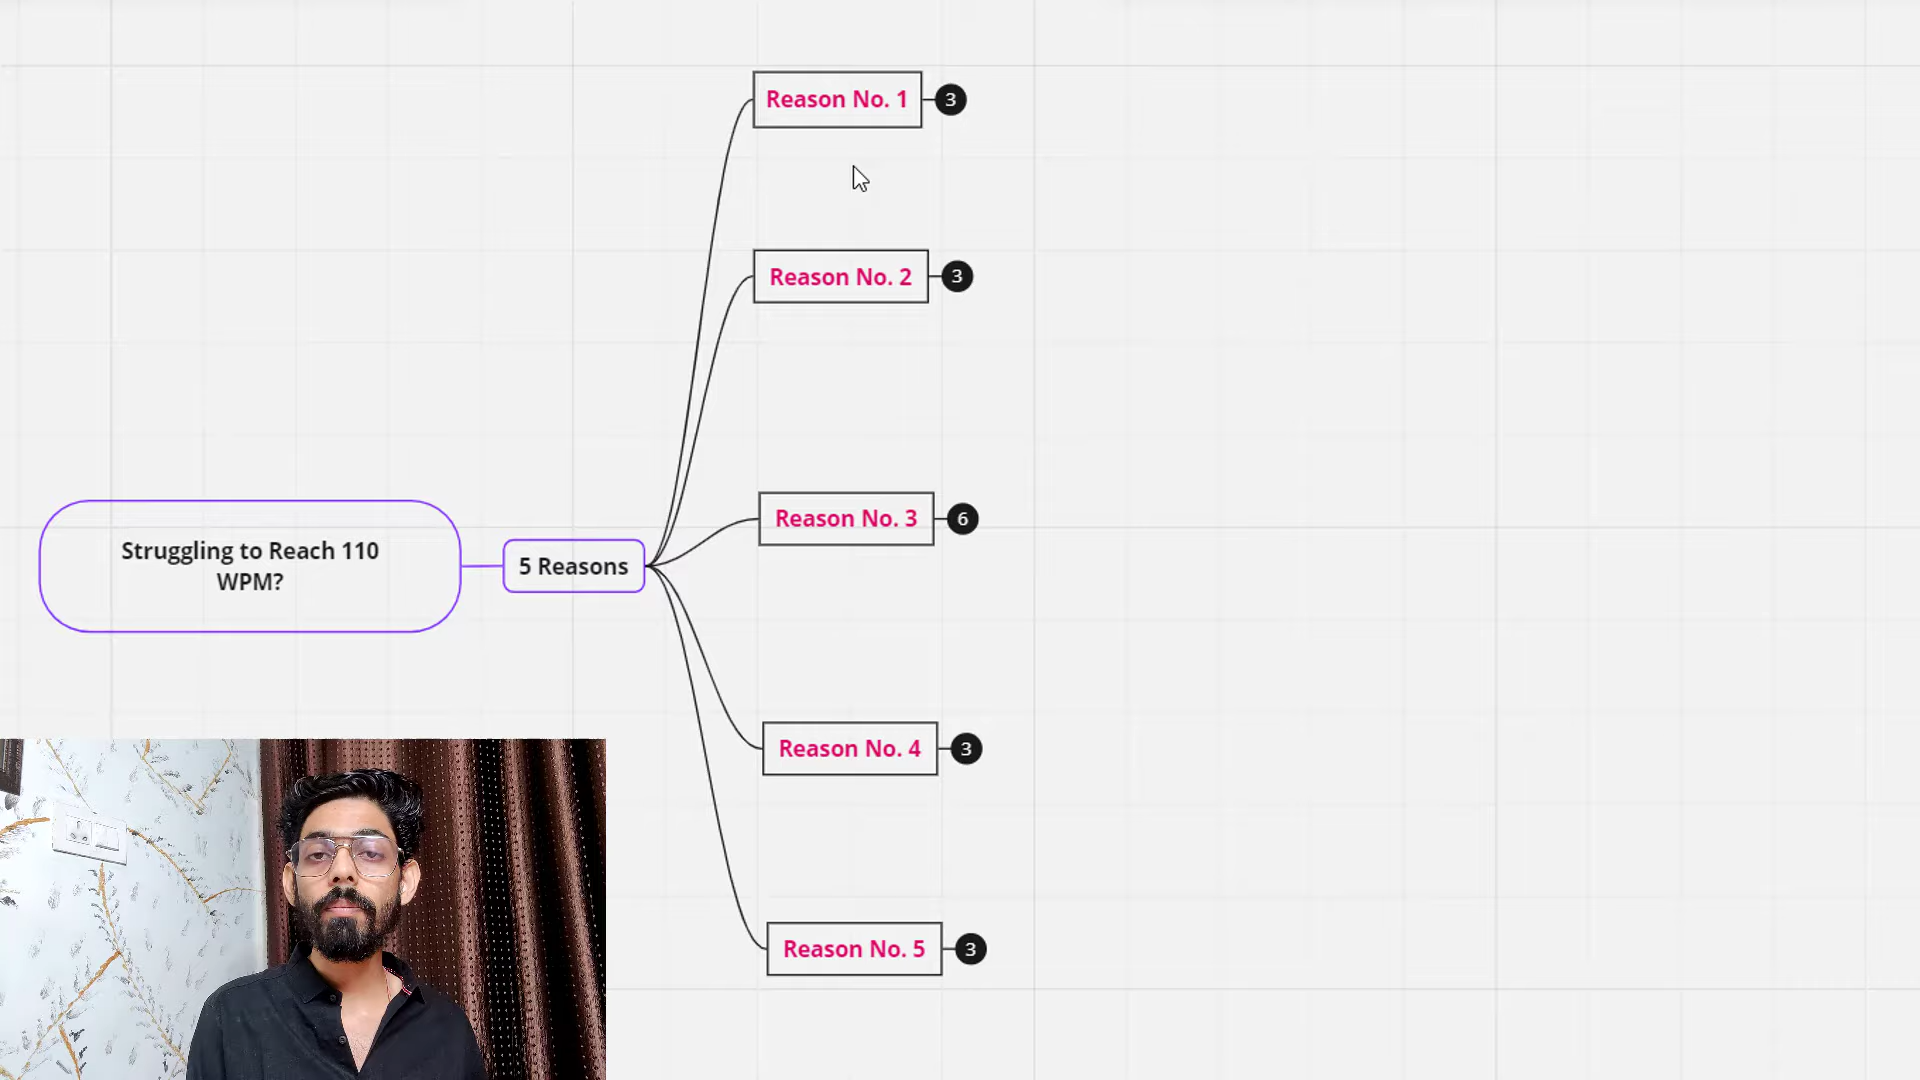 Reason No. 1
3
Reason No. 2
3
Reason No. 3
6
Struggling to Reach 110
WPM?
5 Reasons
Reason No. 4
3
Reason No. 5
3